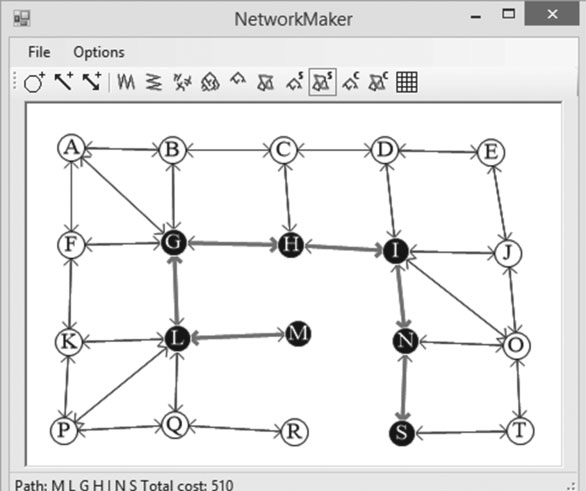 NetworkMaker
File Options
A B C D E
F G H I J
K L M N O
P Q R S T
Path: M L G H I N S Total cost: 510